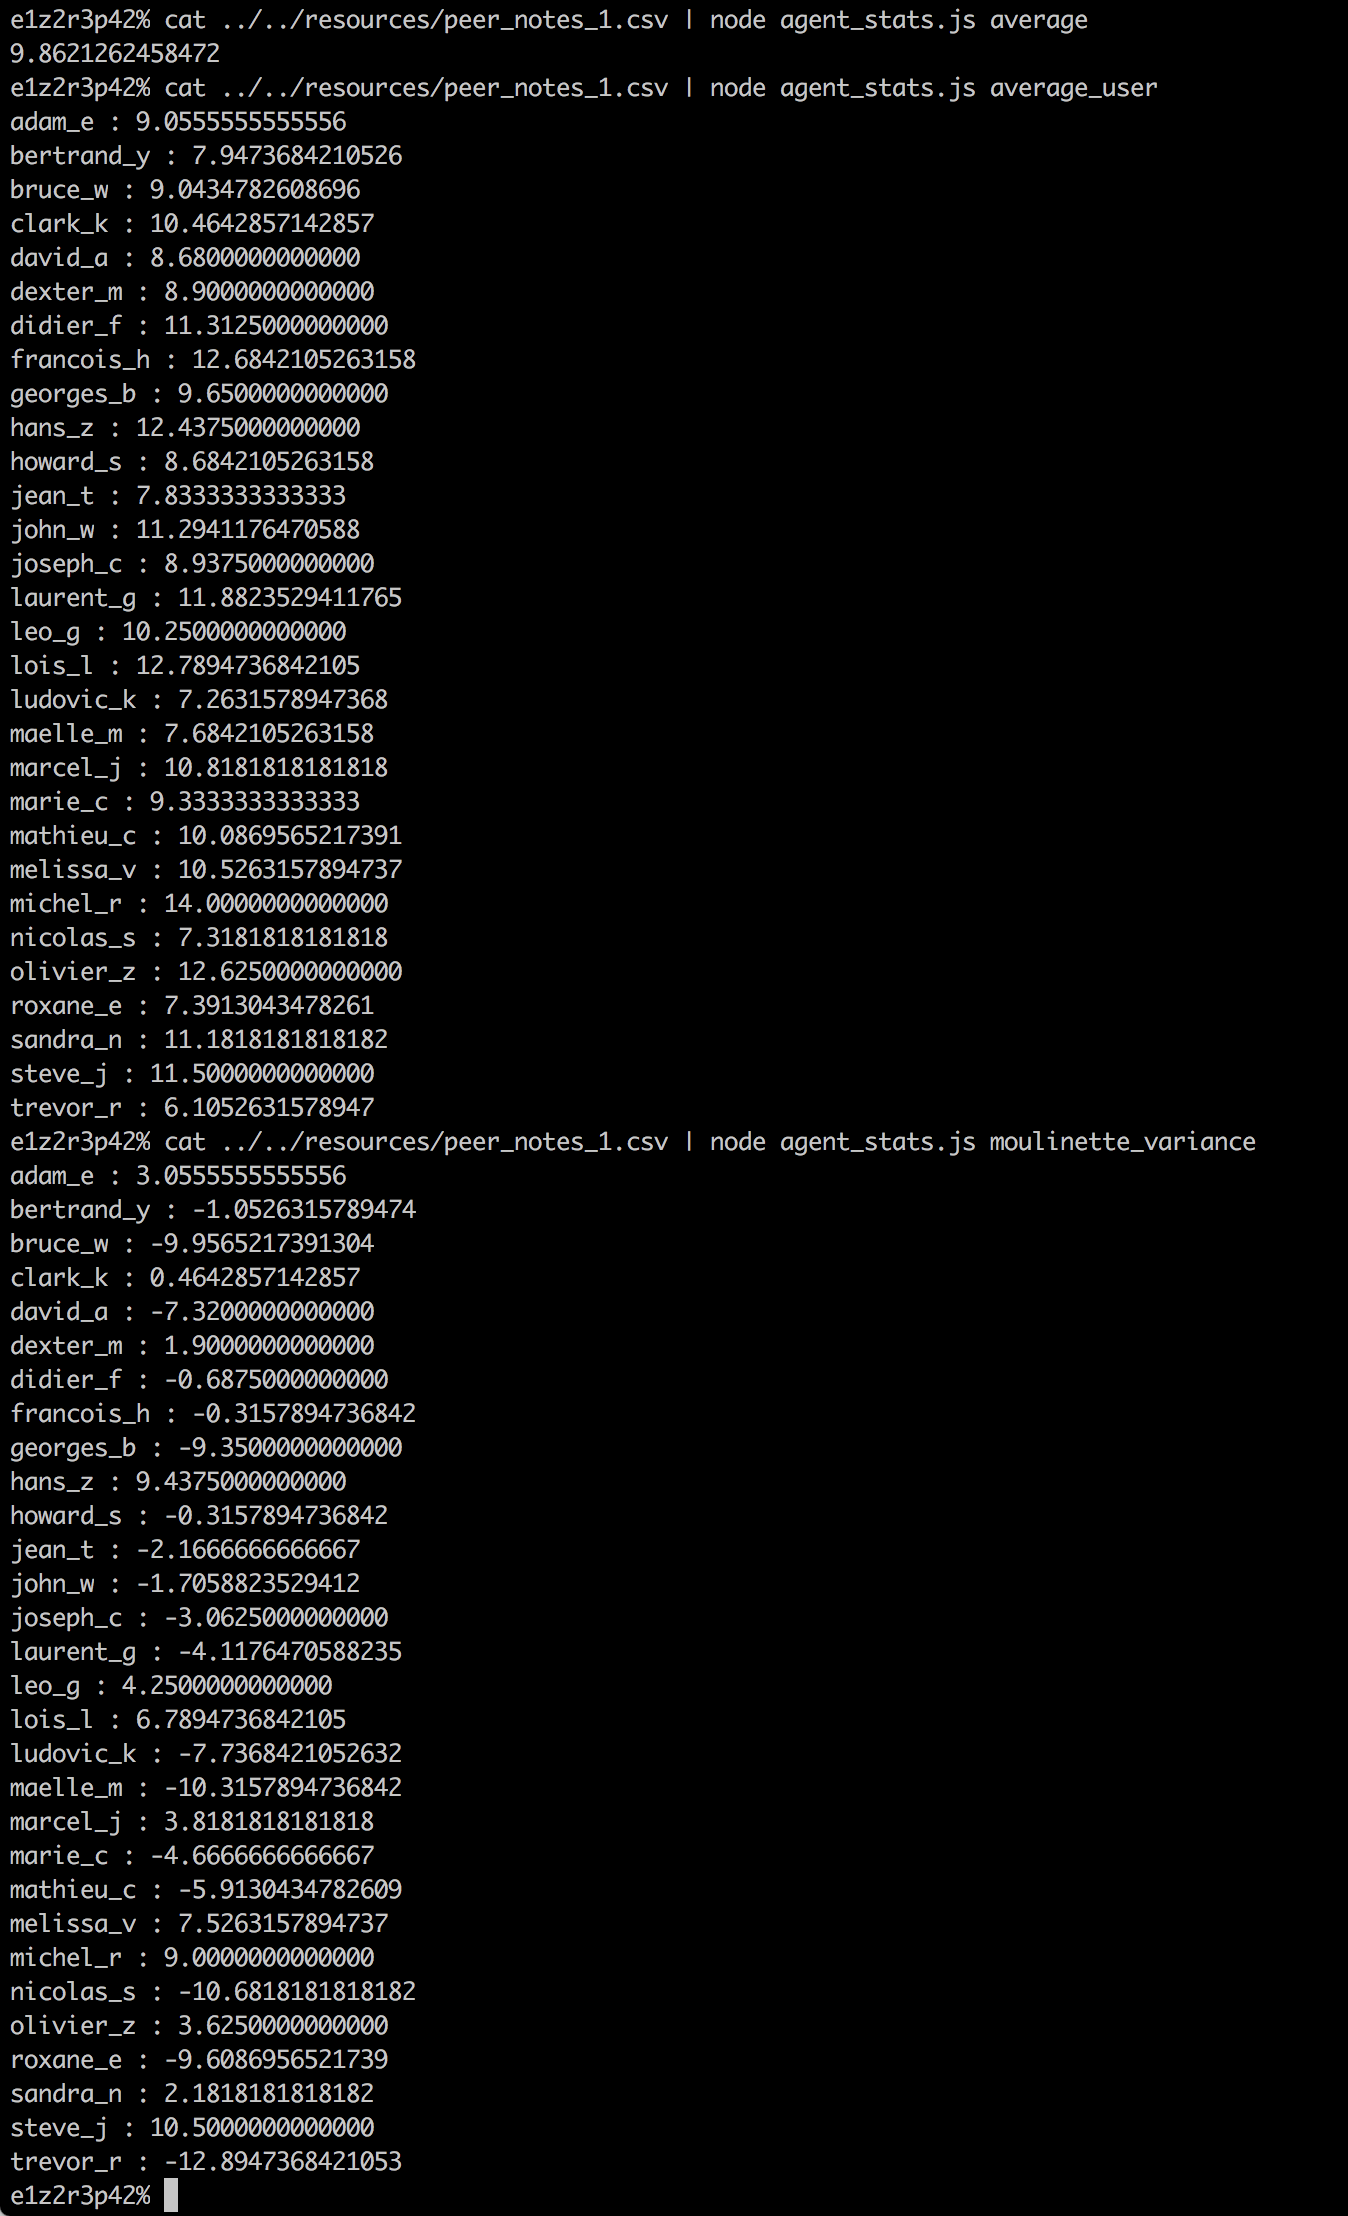 e1z2r3p42% cat ../../resources/peer_notes_1.csv | node agent_stats.js average
9.8621262458472
e1z2r3p42% cat ../../resources/peer_notes_1.csv | node agent_stats.js average_user
adam_e : 9.0555555555556
bertrand_y : 7.9473684210526
bruce_w : 9.0434782608696
clark_k : 10.4642857142857
david_a : 8.6800000000000
dexter_m : 8.9000000000000
didier_f : 11.3125000000000
francois_h : 12.6842105263158
georges_b : 9.6500000000000
hans_z : 12.4375000000000
howard_s : 8.6842105263158
jean_t : 7.8333333333333
john_w : 11.2941176470588
joseph_c : 8.9375000000000
laurent_g : 11.8823529411765
leo_g : 10.2500000000000
lois_l : 12.7894736842105
ludovic_k : 7.2631578947368
maelle_m : 7.6842105263158
marcel_j : 10.8181818181818
marie_c : 9.3333333333333
mathieu_c : 10.0869565217391
melissa_v : 10.5263157894737
michel_r : 14.0000000000000
nicolas_s : 7.3181818181818
olivier_z : 12.6250000000000
roxane_e : 7.3913043478261
sandra_n : 11.1818181818182
steve_j : 11.5000000000000
trevor_r : 6.1052631578947
e1z2r3p42% cat ../../resources/peer_notes_1.csv | node agent_stats.js moulinette_variance
adam_e : 3.0555555555556
bertrand_y : -1.0526315789474
bruce_w : -9.9565217391304
clark_k : 0.4642857142857
david_a : -7.3200000000000
dexter_m : 1.9000000000000
didier_f : -0.6875000000000
francois_h : -0.3157894736842
georges_b : -9.3500000000000
hans_z : 9.4375000000000
howard_s : -0.3157894736842
jean_t : -2.1666666666667
john_w : -1.7058823529412
joseph_c : -3.0625000000000
laurent_g : -4.1176470588235
leo_g : 4.2500000000000
lois_l : 6.7894736842105
ludovic_k : -7.7368421052632
maelle_m : -10.3157894736842
marcel_j : 3.8181818181818
marie_c : -4.6666666666667
mathieu_c : -5.9130434782609
melissa_v : 7.5263157894737
michel_r : 9.0000000000000
nicolas_s : -10.6818181818182
olivier_z : 3.6250000000000
roxane_e : -9.6086956521739
sandra_n : 2.1818181818182
steve_j : 10.5000000000000
trevor_r : -12.8947368421053
e1z2r3p42%